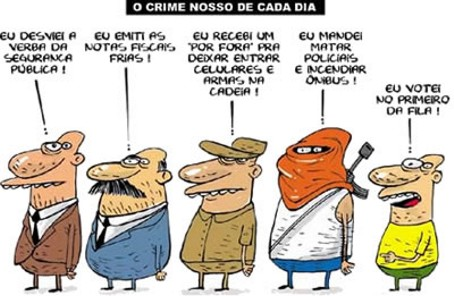 O CRIME NOSSO DE CADA DIA
EU DESVIEI A
VERBA DA
SEGURANÇA
PÚBLICA !
EU EMITI AS
NOTAS FISCAIS
FRIAS !
EU RECEBI UM
"POR FORA" PRA
DEIXAR ENTRAR
CELULARES E
ARMAS NA
CADEIA !
EU MANDEI
MATAR
POLICIAIS
E INCENDIAR
ÔNIBUS !
EU VOTEI
NO PRIMEIRO
DA FILA !